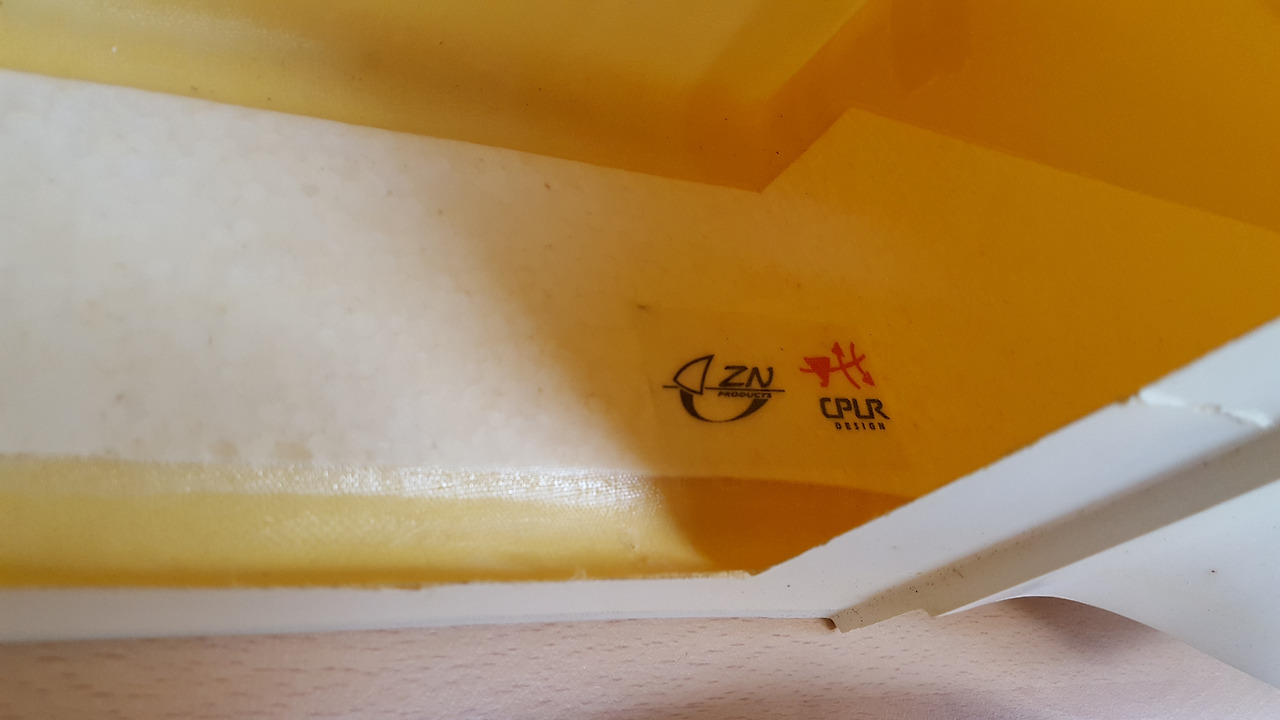 ZN
PRODUCTS
CPLR
DESIGN